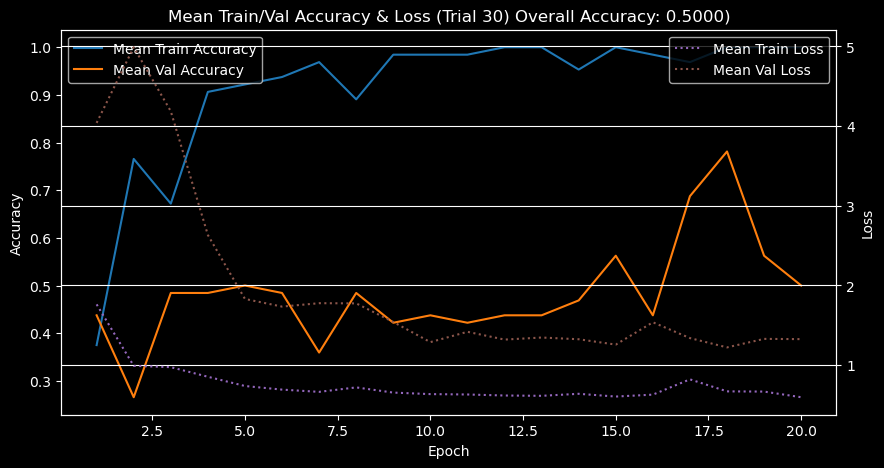 Mean Train/Val Accuracy & Loss (Trial 30) Overall Accuracy: 0.5000)
Mean Train Accuracy
Mean Val Accuracy
Mean Train Loss
Mean Val Loss
Accuracy
1.0
0.9
0.8
0.7
0.6
0.5
0.4
0.3
5
4
3
2
1
Loss
2.5
5.0
7.5
10.0
12.5
15.0
17.5
20.0
Epoch